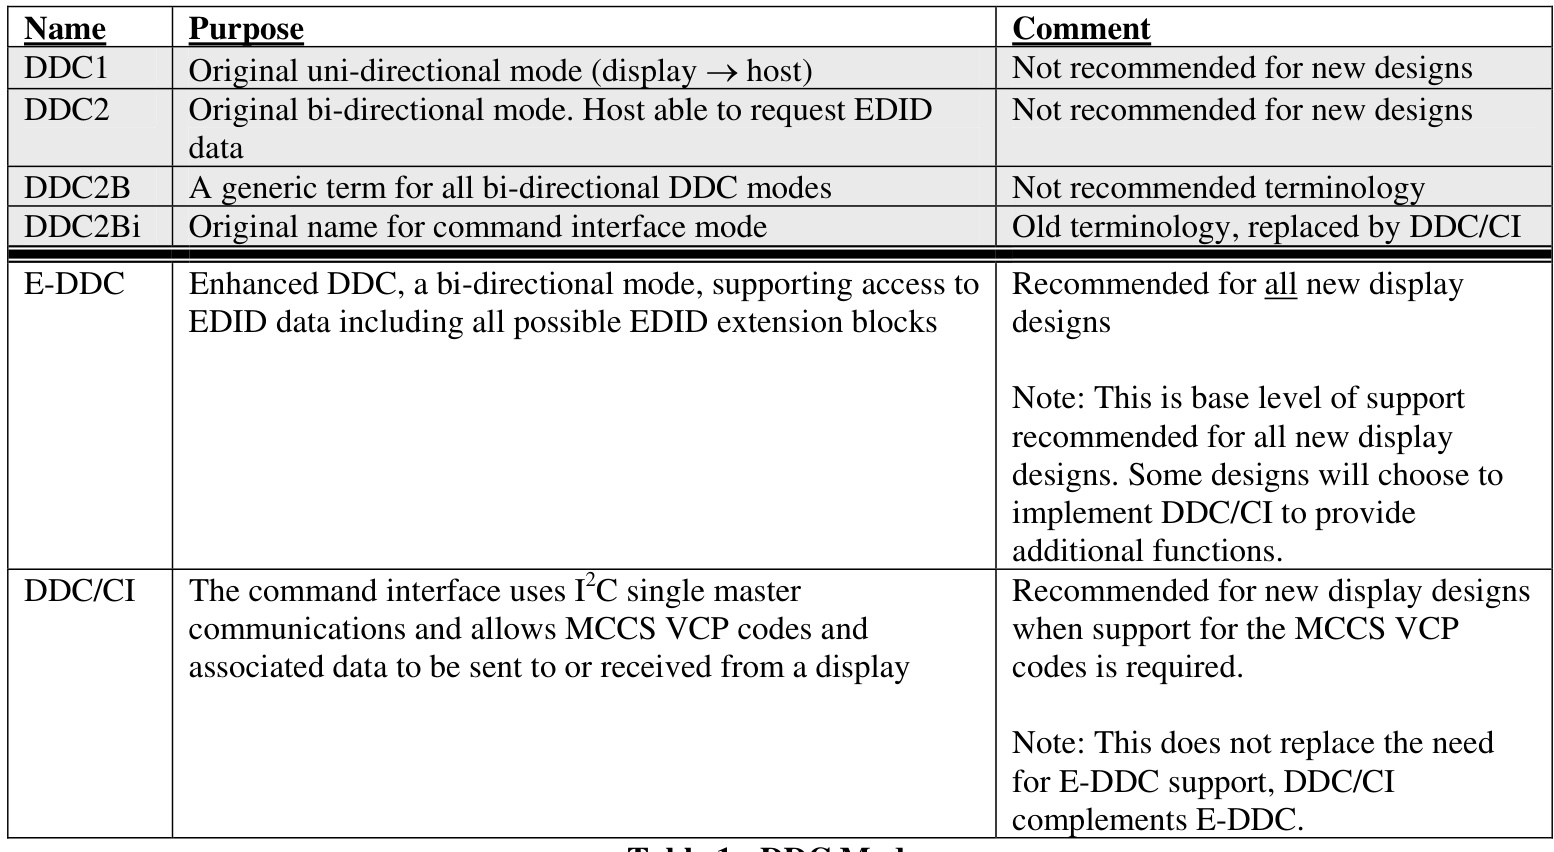 Name Purpose Comment
DDC1 Original uni-directional mode (display → host) Not recommended for new designs
DDC2 Original bi-directional mode. Host able to request EDID Not recommended for new designs
data
DDC2B A generic term for all bi-directional DDC modes Not recommended terminology
DDC2Bi Original name for command interface mode Old terminology, replaced by DDC/CI
E-DDC Enhanced DDC, a bi-directional mode, supporting access to Recommended for all new display
EDID data including all possible EDID extension blocks designs
Note: This is base level of support
recommended for all new display
designs. Some designs will choose to
implement DDC/CI to provide
additional functions.
DDC/CI The command interface uses I²C single master Recommended for new display designs
communications and allows MCCS VCP codes and when support for the MCCS VCP
associated data to be sent to or received from a display codes is required.
Note: This does not replace the need
for E-DDC support, DDC/CI
complements E-DDC.